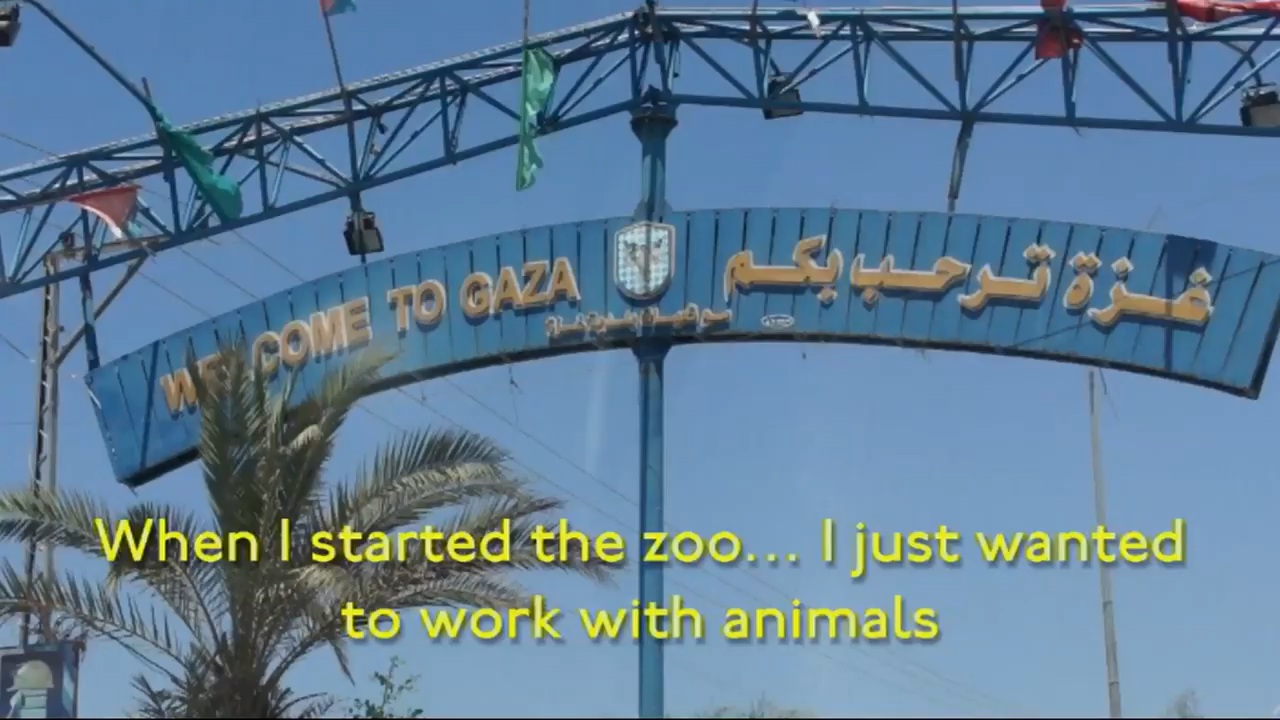 WELCOME TO GAZA
غزة ترحب بكم
When I started the zoo... I just wanted
to work with animals